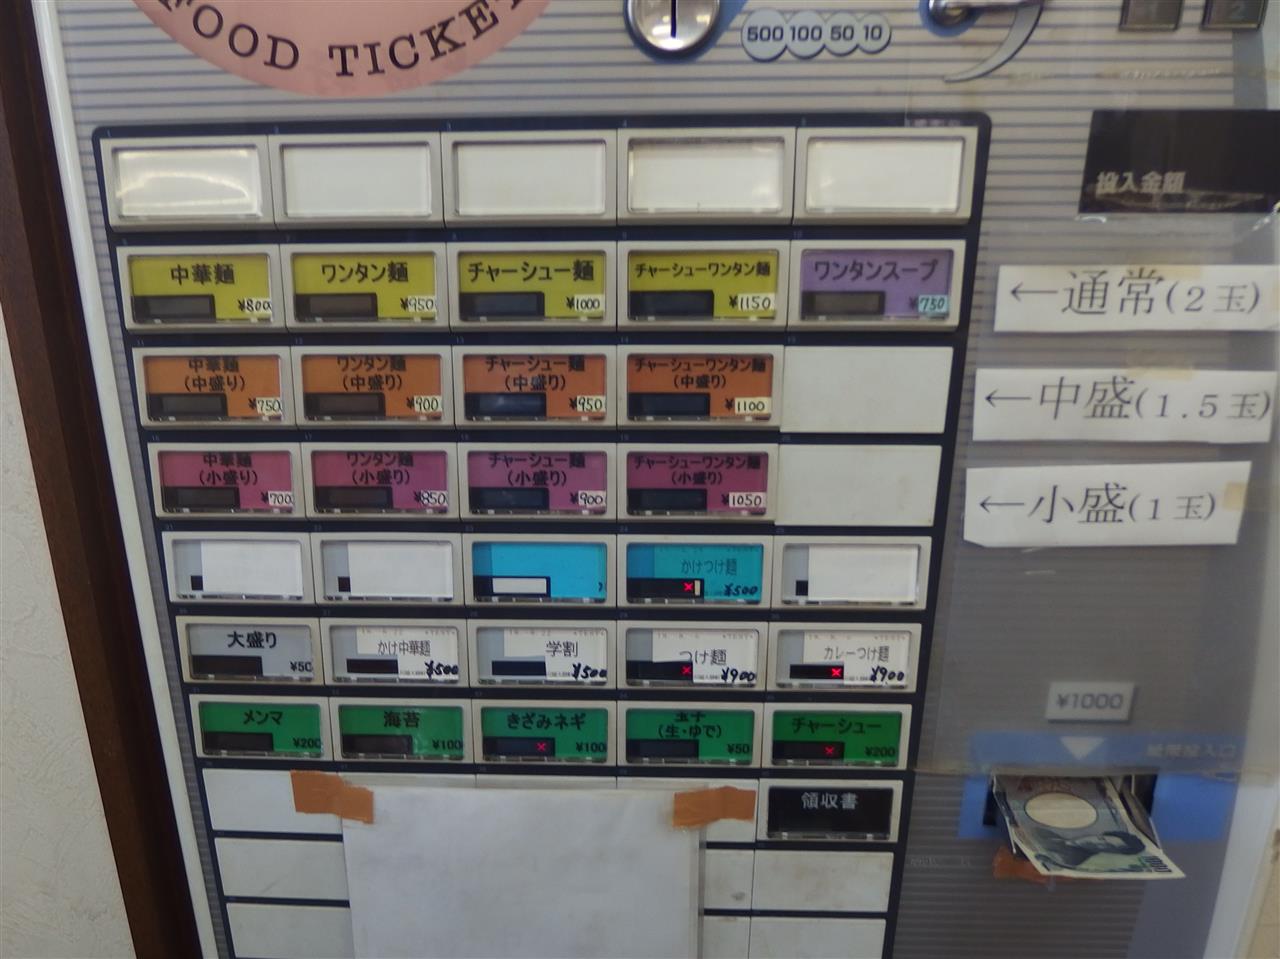 FOOD TICKET
500 100 50 10
投入金額
中華麺 ¥800
ワンタン麺 ¥950
チャーシュー麺 ¥1000
チャーシューワンタン麺 ¥1150
ワンタンスープ ¥750
←通常(2玉)
中華麺
(中盛り) ¥750
ワンタン麺
(中盛り) ¥900
チャーシュー麺
(中盛り) ¥950
チャーシューワンタン麺
(中盛り) ¥1100
←中盛(1.5玉)
中華麺
(小盛り) ¥700
ワンタン麺
(小盛り) ¥850
チャーシュー麺
(小盛り) ¥900
チャーシューワンタン麺
(小盛り) ¥1050
←小盛(1玉)
かけつけ麺 ¥500
大盛り ¥50
かけ中華麺 ¥500
学割 ¥500
つけ麺 ¥900
カレーつけ麺 ¥900
メンマ ¥200
海苔 ¥100
きざみネギ ¥100
玉子
(生・ゆで) ¥50
チャーシュー ¥200
領収書
¥1000
紙幣投入口